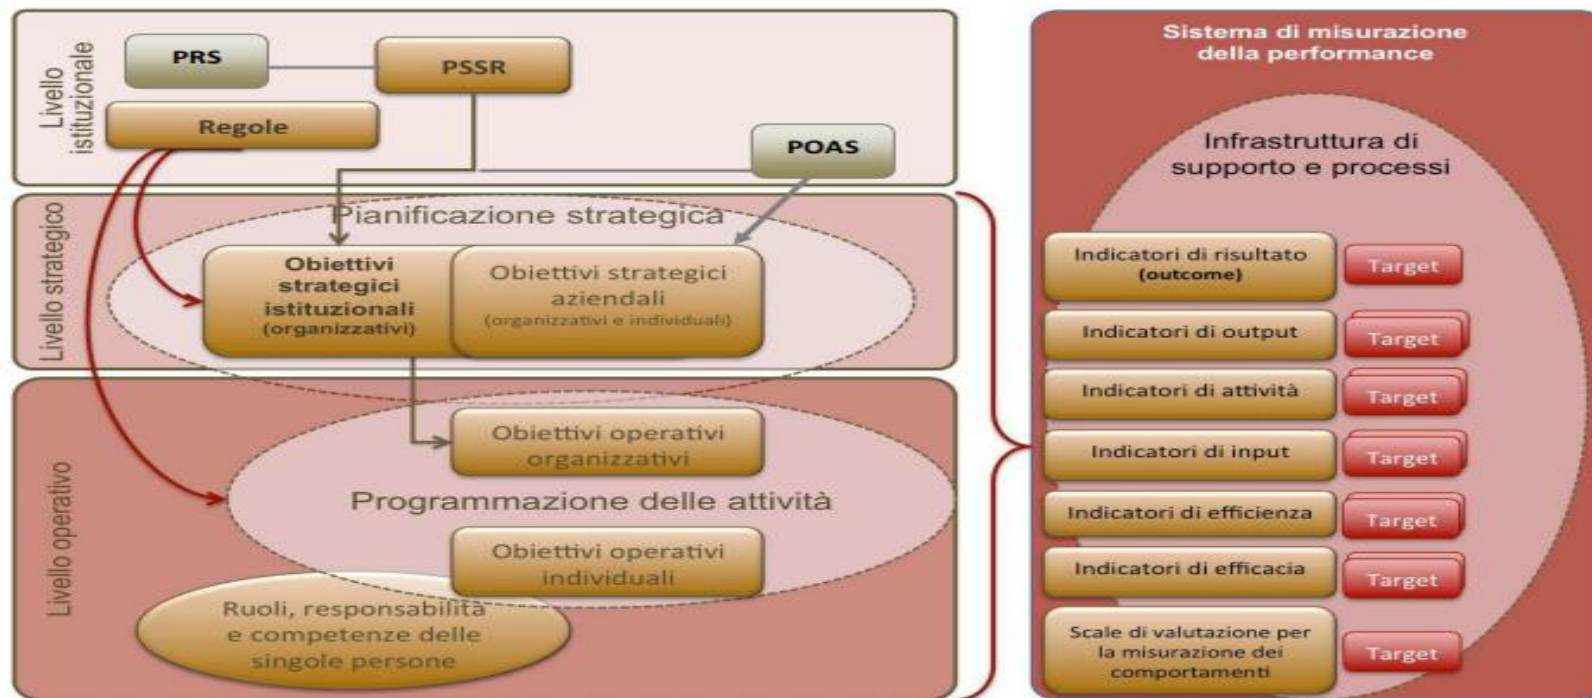 Livello
istituzionale
PRS
PSSR
Regole
POAS
Livello strategico
Pianificazione strategica
Obiettivi
strategici
istituzionali
(organizzativi)
Obiettivi strategici
aziendali
(organizzativi e individuali)
Livello operativo
Obiettivi operativi
organizzativi
Programmazione delle attività
Obiettivi operativi
individuali
Ruoli, responsabilità
e competenze delle
singole persone
Sistema di misurazione
della performance
Infrastruttura di
supporto e processi
Indicatori di risultato
(outcome)
Target
Indicatori di output
Target
Indicatori di attività
Target
Indicatori di input
Target
Indicatori di efficienza
Target
Indicatori di efficacia
Target
Scale di valutazione per
la misurazione dei
comportamenti
Target